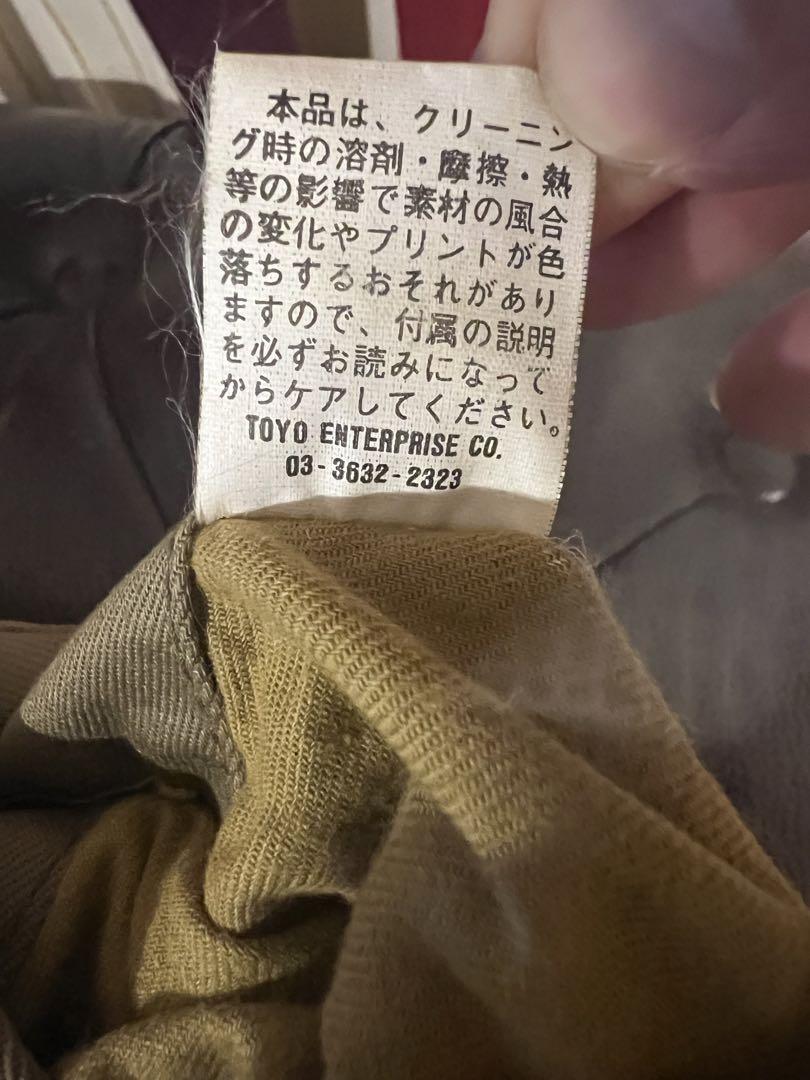 本品は、クリーニン
グ時の溶剤・摩擦・熱
等の影響で素材の風合
の変化やプリントが色
落ちするおそれがあり
ますので、付属の説明
を必ずお読みになって
からケアしてください。
TOYO ENTERPRISE CO.
03-3632-2323